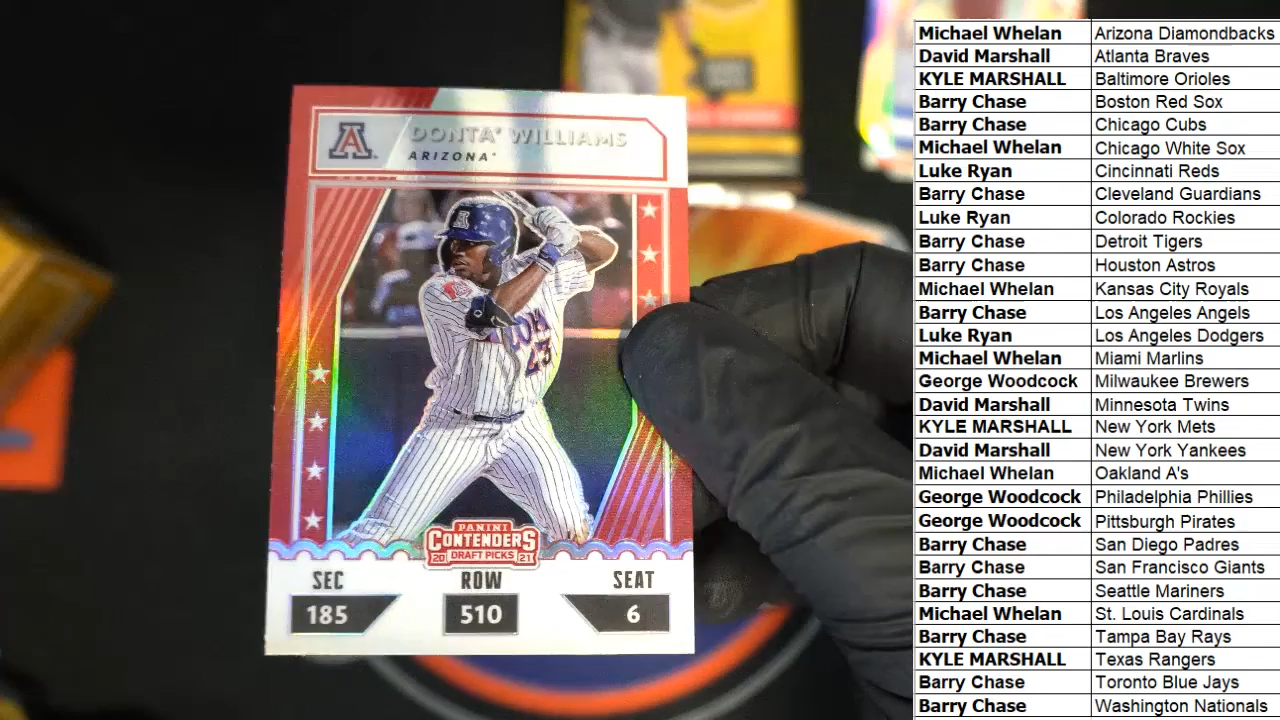 DONTA' WILLIAMS
ARIZONA
PANINI
CONTENDERS
20 DRAFT PICKS 21
SEC ROW SEAT
185 510 6
A
A
23
Michael Whelan Arizona Diamondbacks
David Marshall Atlanta Braves
KYLE MARSHALL Baltimore Orioles
Barry Chase Boston Red Sox
Barry Chase Chicago Cubs
Michael Whelan Chicago White Sox
Luke Ryan Cincinnati Reds
Barry Chase Cleveland Guardians
Luke Ryan Colorado Rockies
Barry Chase Detroit Tigers
Barry Chase Houston Astros
Michael Whelan Kansas City Royals
Barry Chase Los Angeles Angels
Luke Ryan Los Angeles Dodgers
Michael Whelan Miami Marlins
George Woodcock Milwaukee Brewers
David Marshall Minnesota Twins
KYLE MARSHALL New York Mets
David Marshall New York Yankees
Michael Whelan Oakland A's
George Woodcock Philadelphia Phillies
George Woodcock Pittsburgh Pirates
Barry Chase San Diego Padres
Barry Chase San Francisco Giants
Barry Chase Seattle Mariners
Michael Whelan St. Louis Cardinals
Barry Chase Tampa Bay Rays
KYLE MARSHALL Texas Rangers
Barry Chase Toronto Blue Jays
Barry Chase Washington Nationals